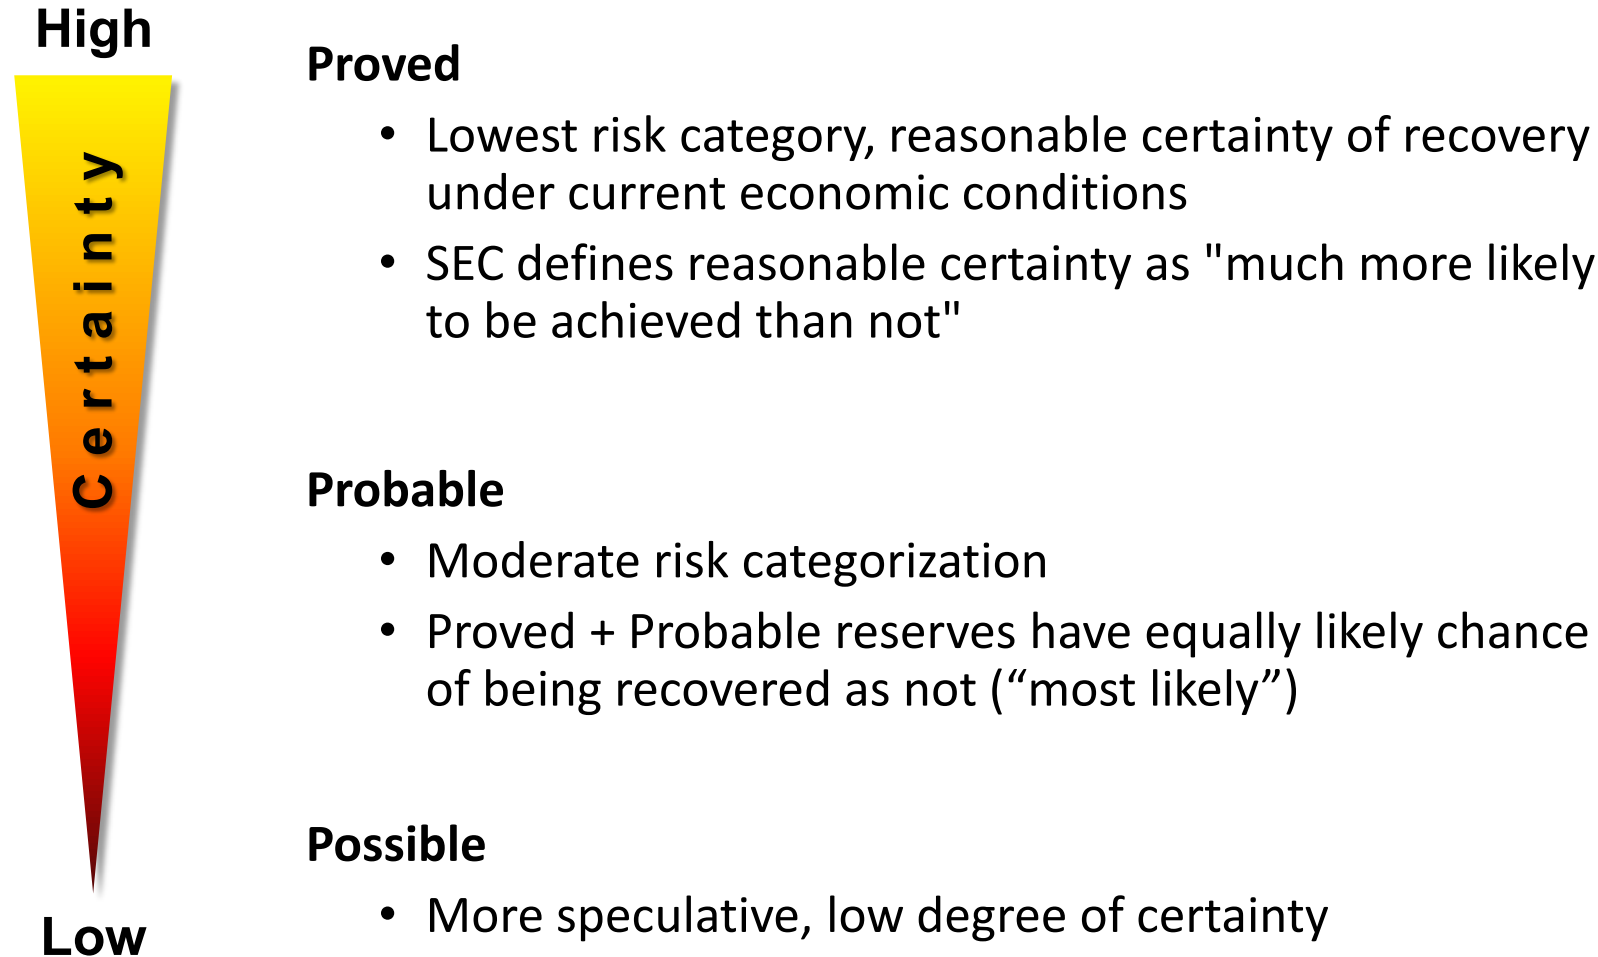 High
Certainty
Low
Proved
• Lowest risk category, reasonable certainty of recovery
under current economic conditions
• SEC defines reasonable certainty as "much more likely
to be achieved than not"
Probable
• Moderate risk categorization
• Proved + Probable reserves have equally likely chance
of being recovered as not (“most likely”)
Possible
• More speculative, low degree of certainty